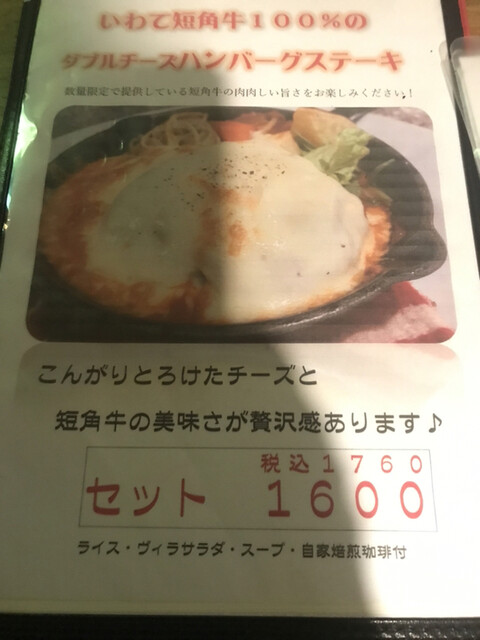 いわて短角牛100%の
ダブルチーズハンバーグステーキ
数量限定で提供している短角牛の肉肉しい旨さをお楽しみください！
こんがりとろけたチーズと
短角牛の美味さが贅沢感あります♪
税込1760
セット 1600
ライス・ヴィラサラダ・スープ・自家焙煎珈琲付